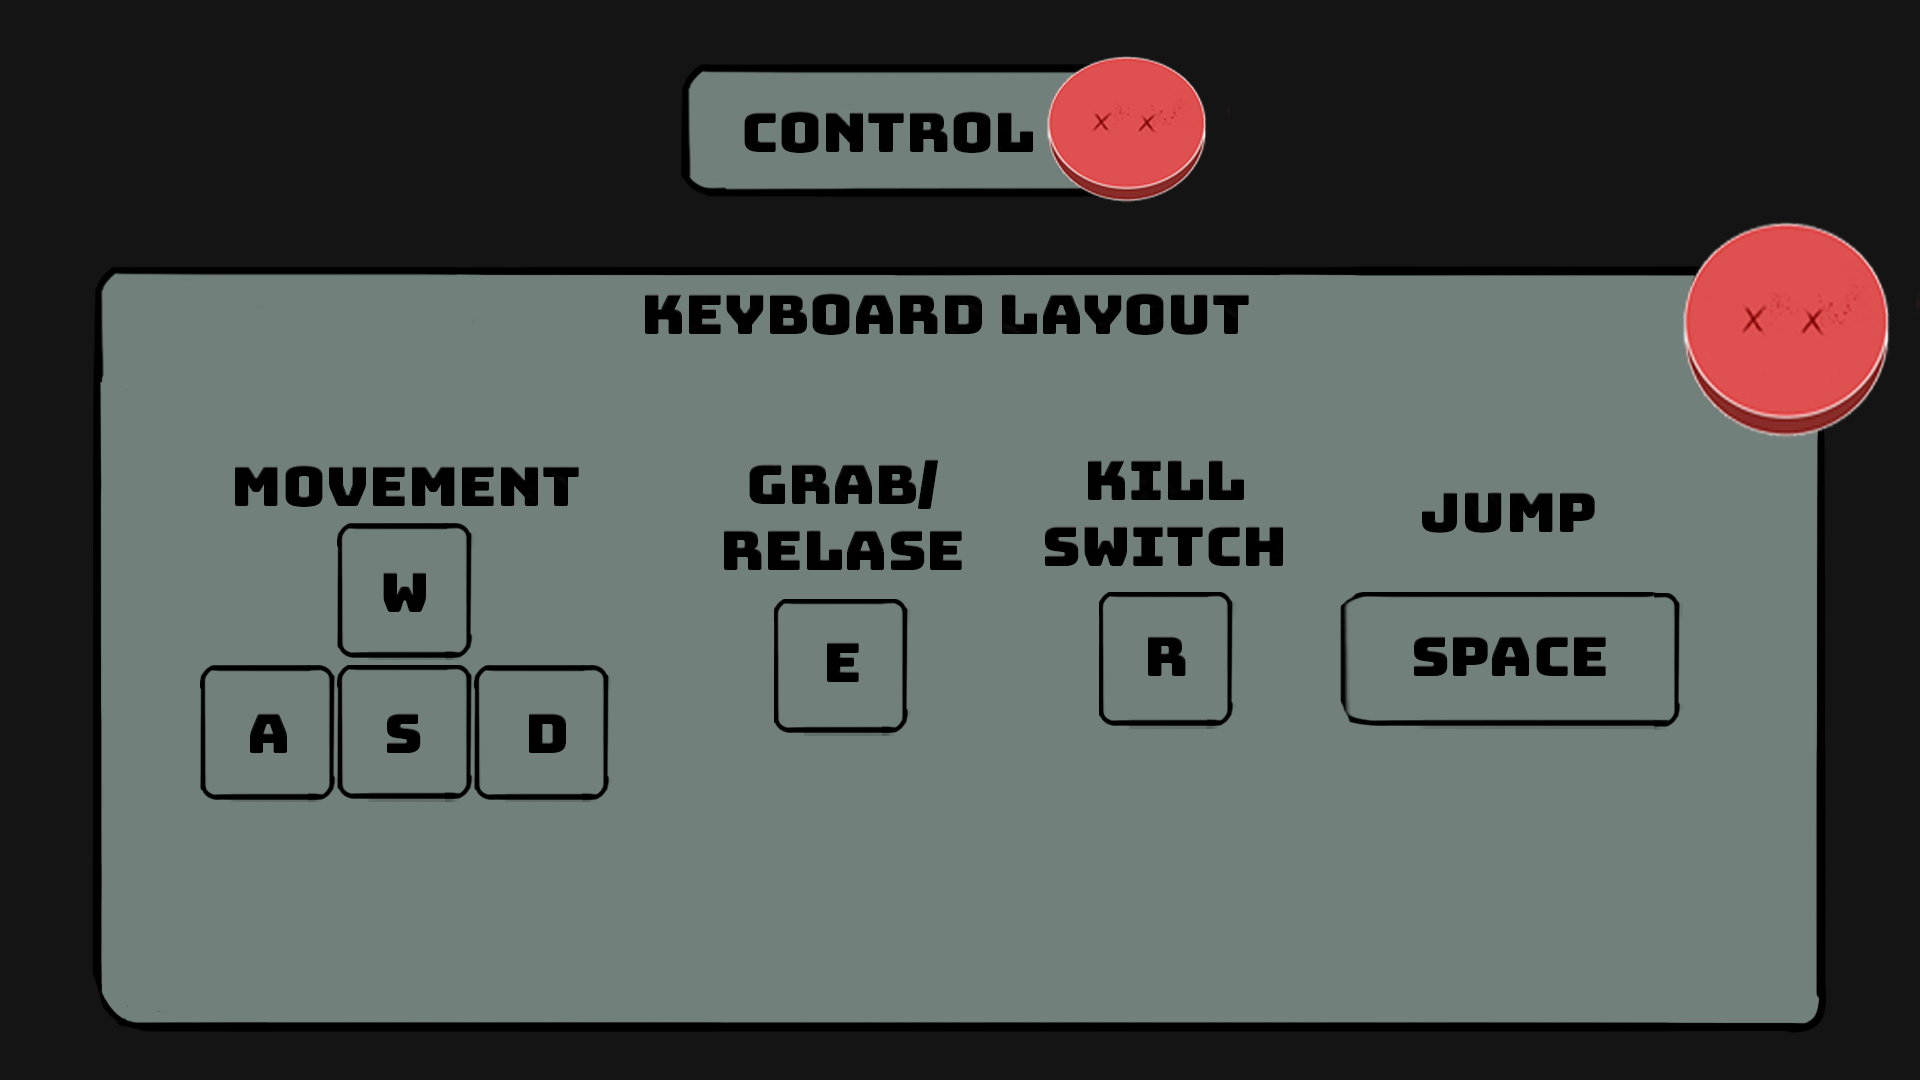 CONTROL
X X
KEYBOARD LAYOUT
X X
MOVEMENT
GRAB/
RELASE
KILL
SWITCH
JUMP
W
E
R
SPACE
A S D